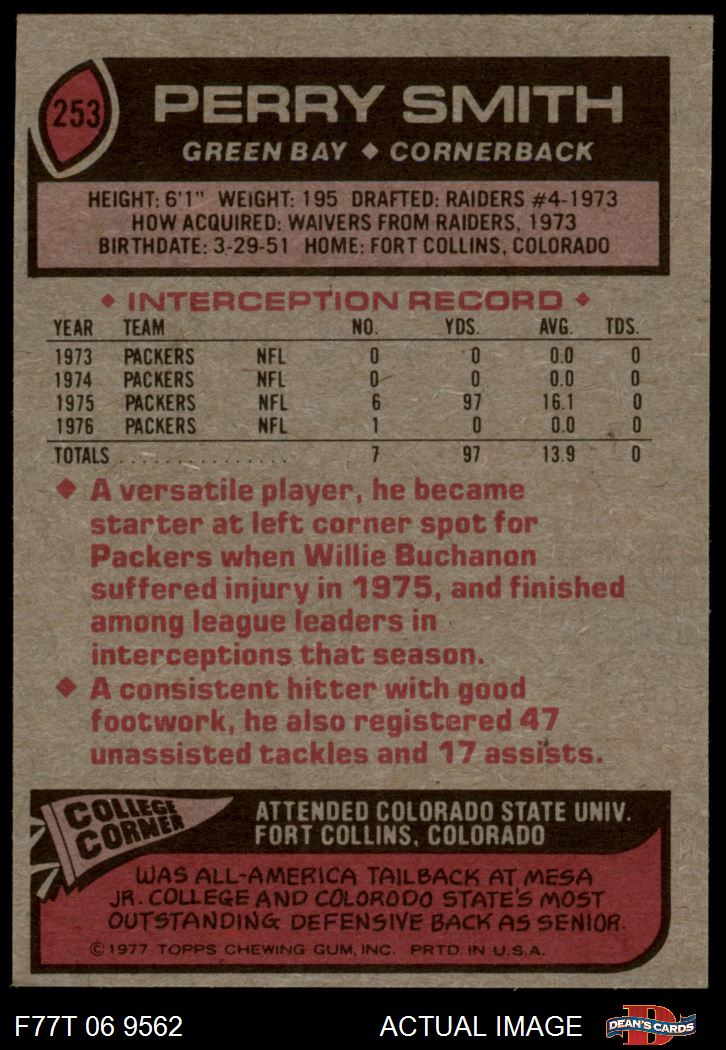 253
PERRY SMITH
GREEN BAY ◆ CORNERBACK
HEIGHT: 6'1" WEIGHT: 195 DRAFTED: RAIDERS #4-1973
HOW ACQUIRED: WAIVERS FROM RAIDERS, 1973
BIRTHDATE: 3-29-51 HOME: FORT COLLINS, COLORADO
◆ INTERCEPTION RECORD ◆
YEAR TEAM NO. YDS. AVG. TDS.
1973 PACKERS NFL 0 0 0.0 0
1974 PACKERS NFL 0 0 0.0 0
1975 PACKERS NFL 6 97 16.1 0
1976 PACKERS NFL 1 0 0.0 0
TOTALS ................ 7 97 13.9 0
◆ A versatile player, he became
starter at left corner spot for
Packers when Willie Buchanon
suffered injury in 1975, and finished
among league leaders in
interceptions that season.
◆ A consistent hitter with good
footwork, he also registered 47
unassisted tackles and 17 assists.
COLLEGE
CORNER
ATTENDED COLORADO STATE UNIV.
FORT COLLINS, COLORADO
WAS ALL-AMERICA TAILBACK AT MESA
JR. COLLEGE AND COLORODO STATE'S MOST
OUTSTANDING DEFENSIVE BACK AS SENIOR.
©1977 TOPPS CHEWING GUM, INC. PRTD. IN U.S.A.
F77T 06 9562 ACTUAL IMAGE
D
DEAN'S CARDS